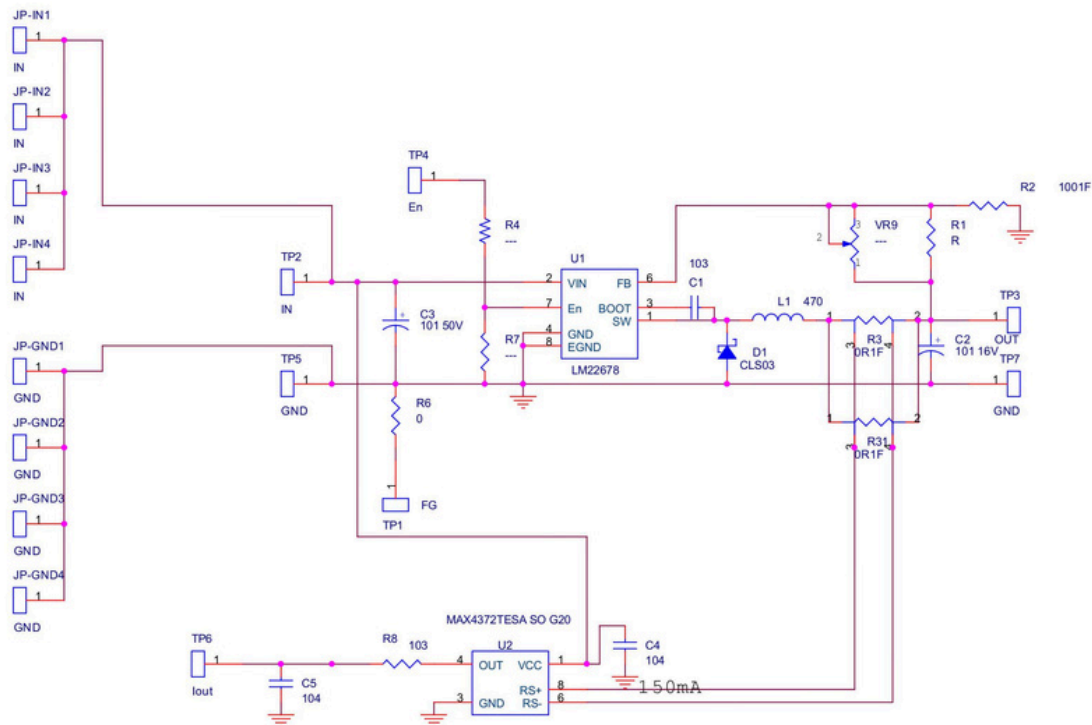 JP-IN1
1
IN
JP-IN2
1
IN
JP-IN3
1
IN
JP-IN4
1
IN
JP-GND1
1
GND
JP-GND2
1
GND
JP-GND3
1
GND
JP-GND4
1
GND
TP4
1
En
R4
---
TP2
1
IN
C3
+
101 50V
R7
---
TP5
1
GND
R6
0
1
FG
TP1
U1
2 VIN FB 6
7 En BOOT 3
SW 1
4 GND
8 EGND
LM22678
103
C1
D1
CLS03
L1 470
VR9
---
3
2
1
R1
R
R2 1001F
1 2
R3
0R1F
3 4
1 2
R31
0R1F
3 4
TP3
1
OUT
C2
+
101 16V
TP7
1
GND
MAX4372TESA SO G20
U2
4 OUT VCC 1
RS+ 8
3 GND RS- 6
150mA
C4
104
R8 103
TP6
1
Iout
C5
104